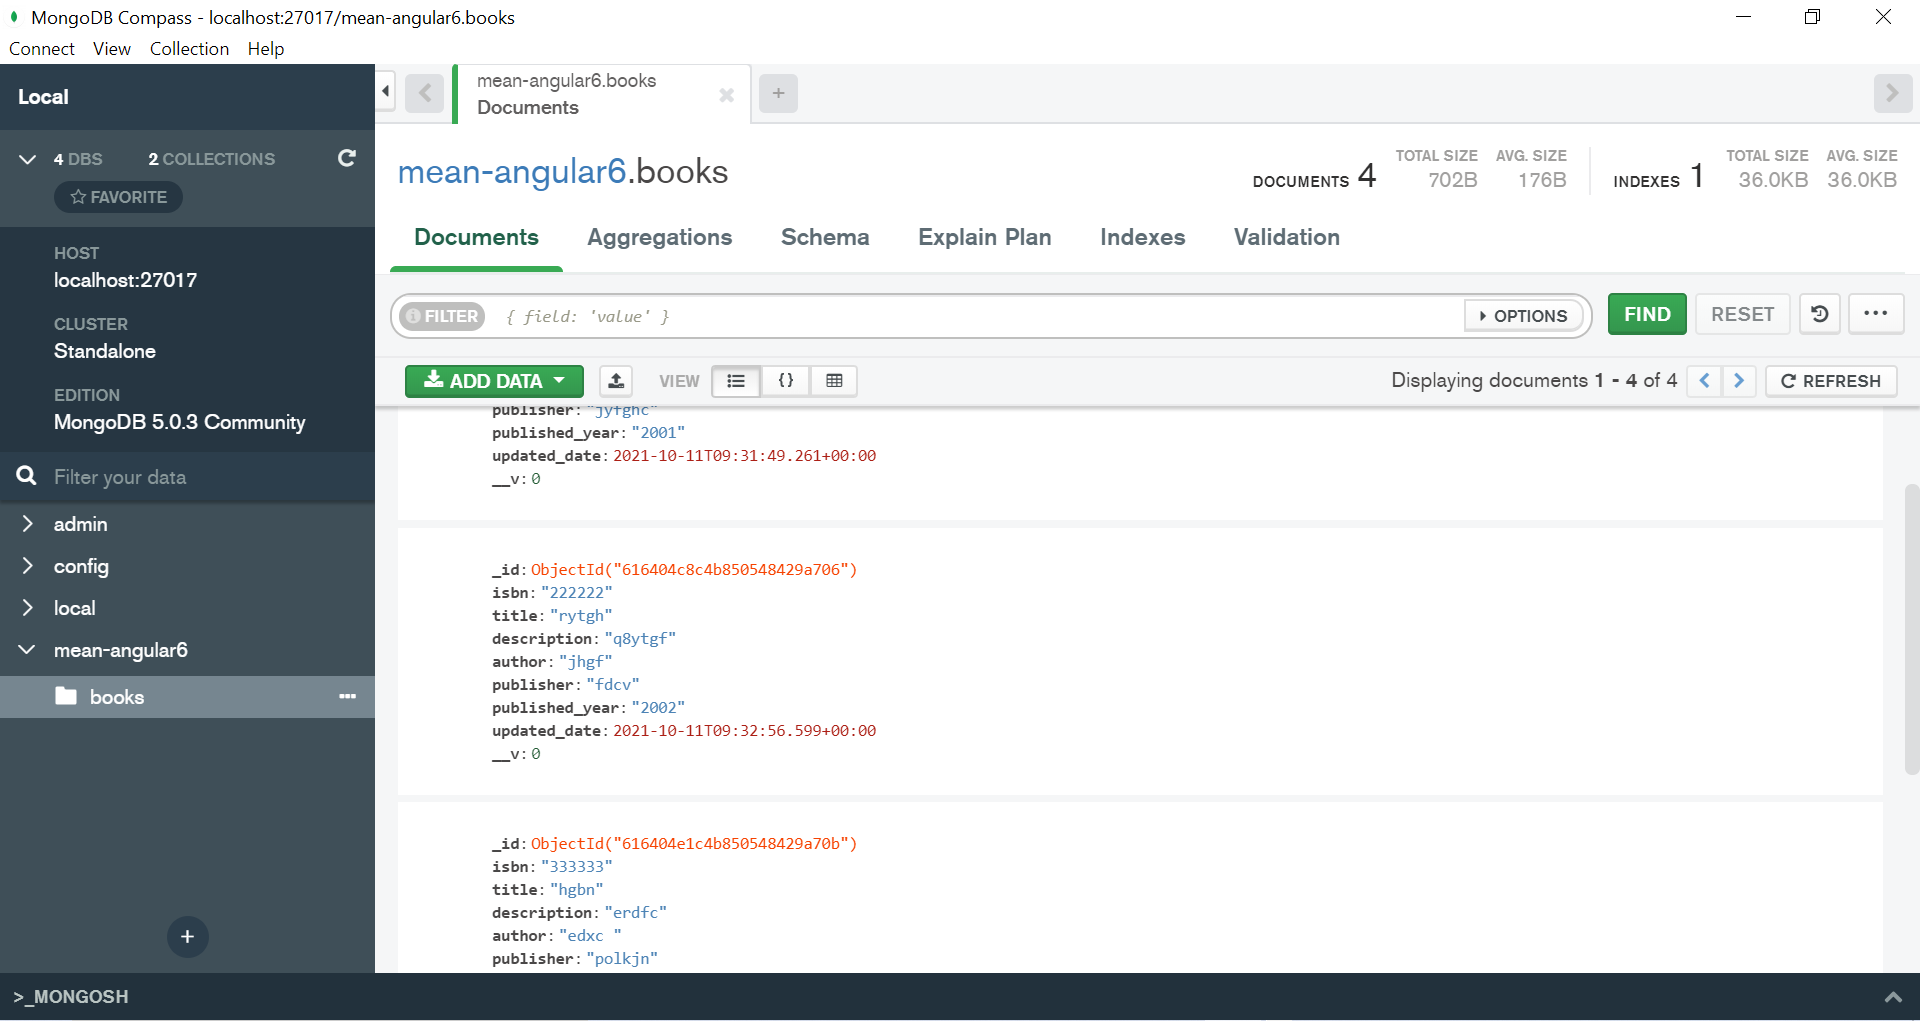 MongoDB Compass - localhost:27017/mean-angular6.books
Connect View Collection Help
Local
4 DBS 2 COLLECTIONS
FAVORITE
HOST
localhost:27017
CLUSTER
Standalone
EDITION
MongoDB 5.0.3 Community
Filter your data
admin
config
local
mean-angular6
books
mean-angular6.books
Documents
mean-angular6.books
DOCUMENTS 4
TOTAL SIZE AVG. SIZE
702B 176B
INDEXES 1
TOTAL SIZE AVG. SIZE
36.0KB 36.0KB
Documents Aggregations Schema Explain Plan Indexes Validation
FILTER { field: 'value' } OPTIONS FIND RESET ...
ADD DATA VIEW {} Displaying documents 1 - 4 of 4 REFRESH
publisher: "jyfghc"
published_year: "2001"
updated_date: 2021-10-11T09:31:49.261+00:00
__v: 0
_id: ObjectId("616404c8c4b850548429a706")
isbn: "222222"
title: "rytgh"
description: "q8ytgf"
author: "jhgf"
publisher: "fdcv"
published_year: "2002"
updated_date: 2021-10-11T09:32:56.599+00:00
__v: 0
_id: ObjectId("616404e1c4b850548429a70b")
isbn: "333333"
title: "hgbn"
description: "erdfc"
author: "edxc "
publisher: "polkjn"
>_MONGOSH